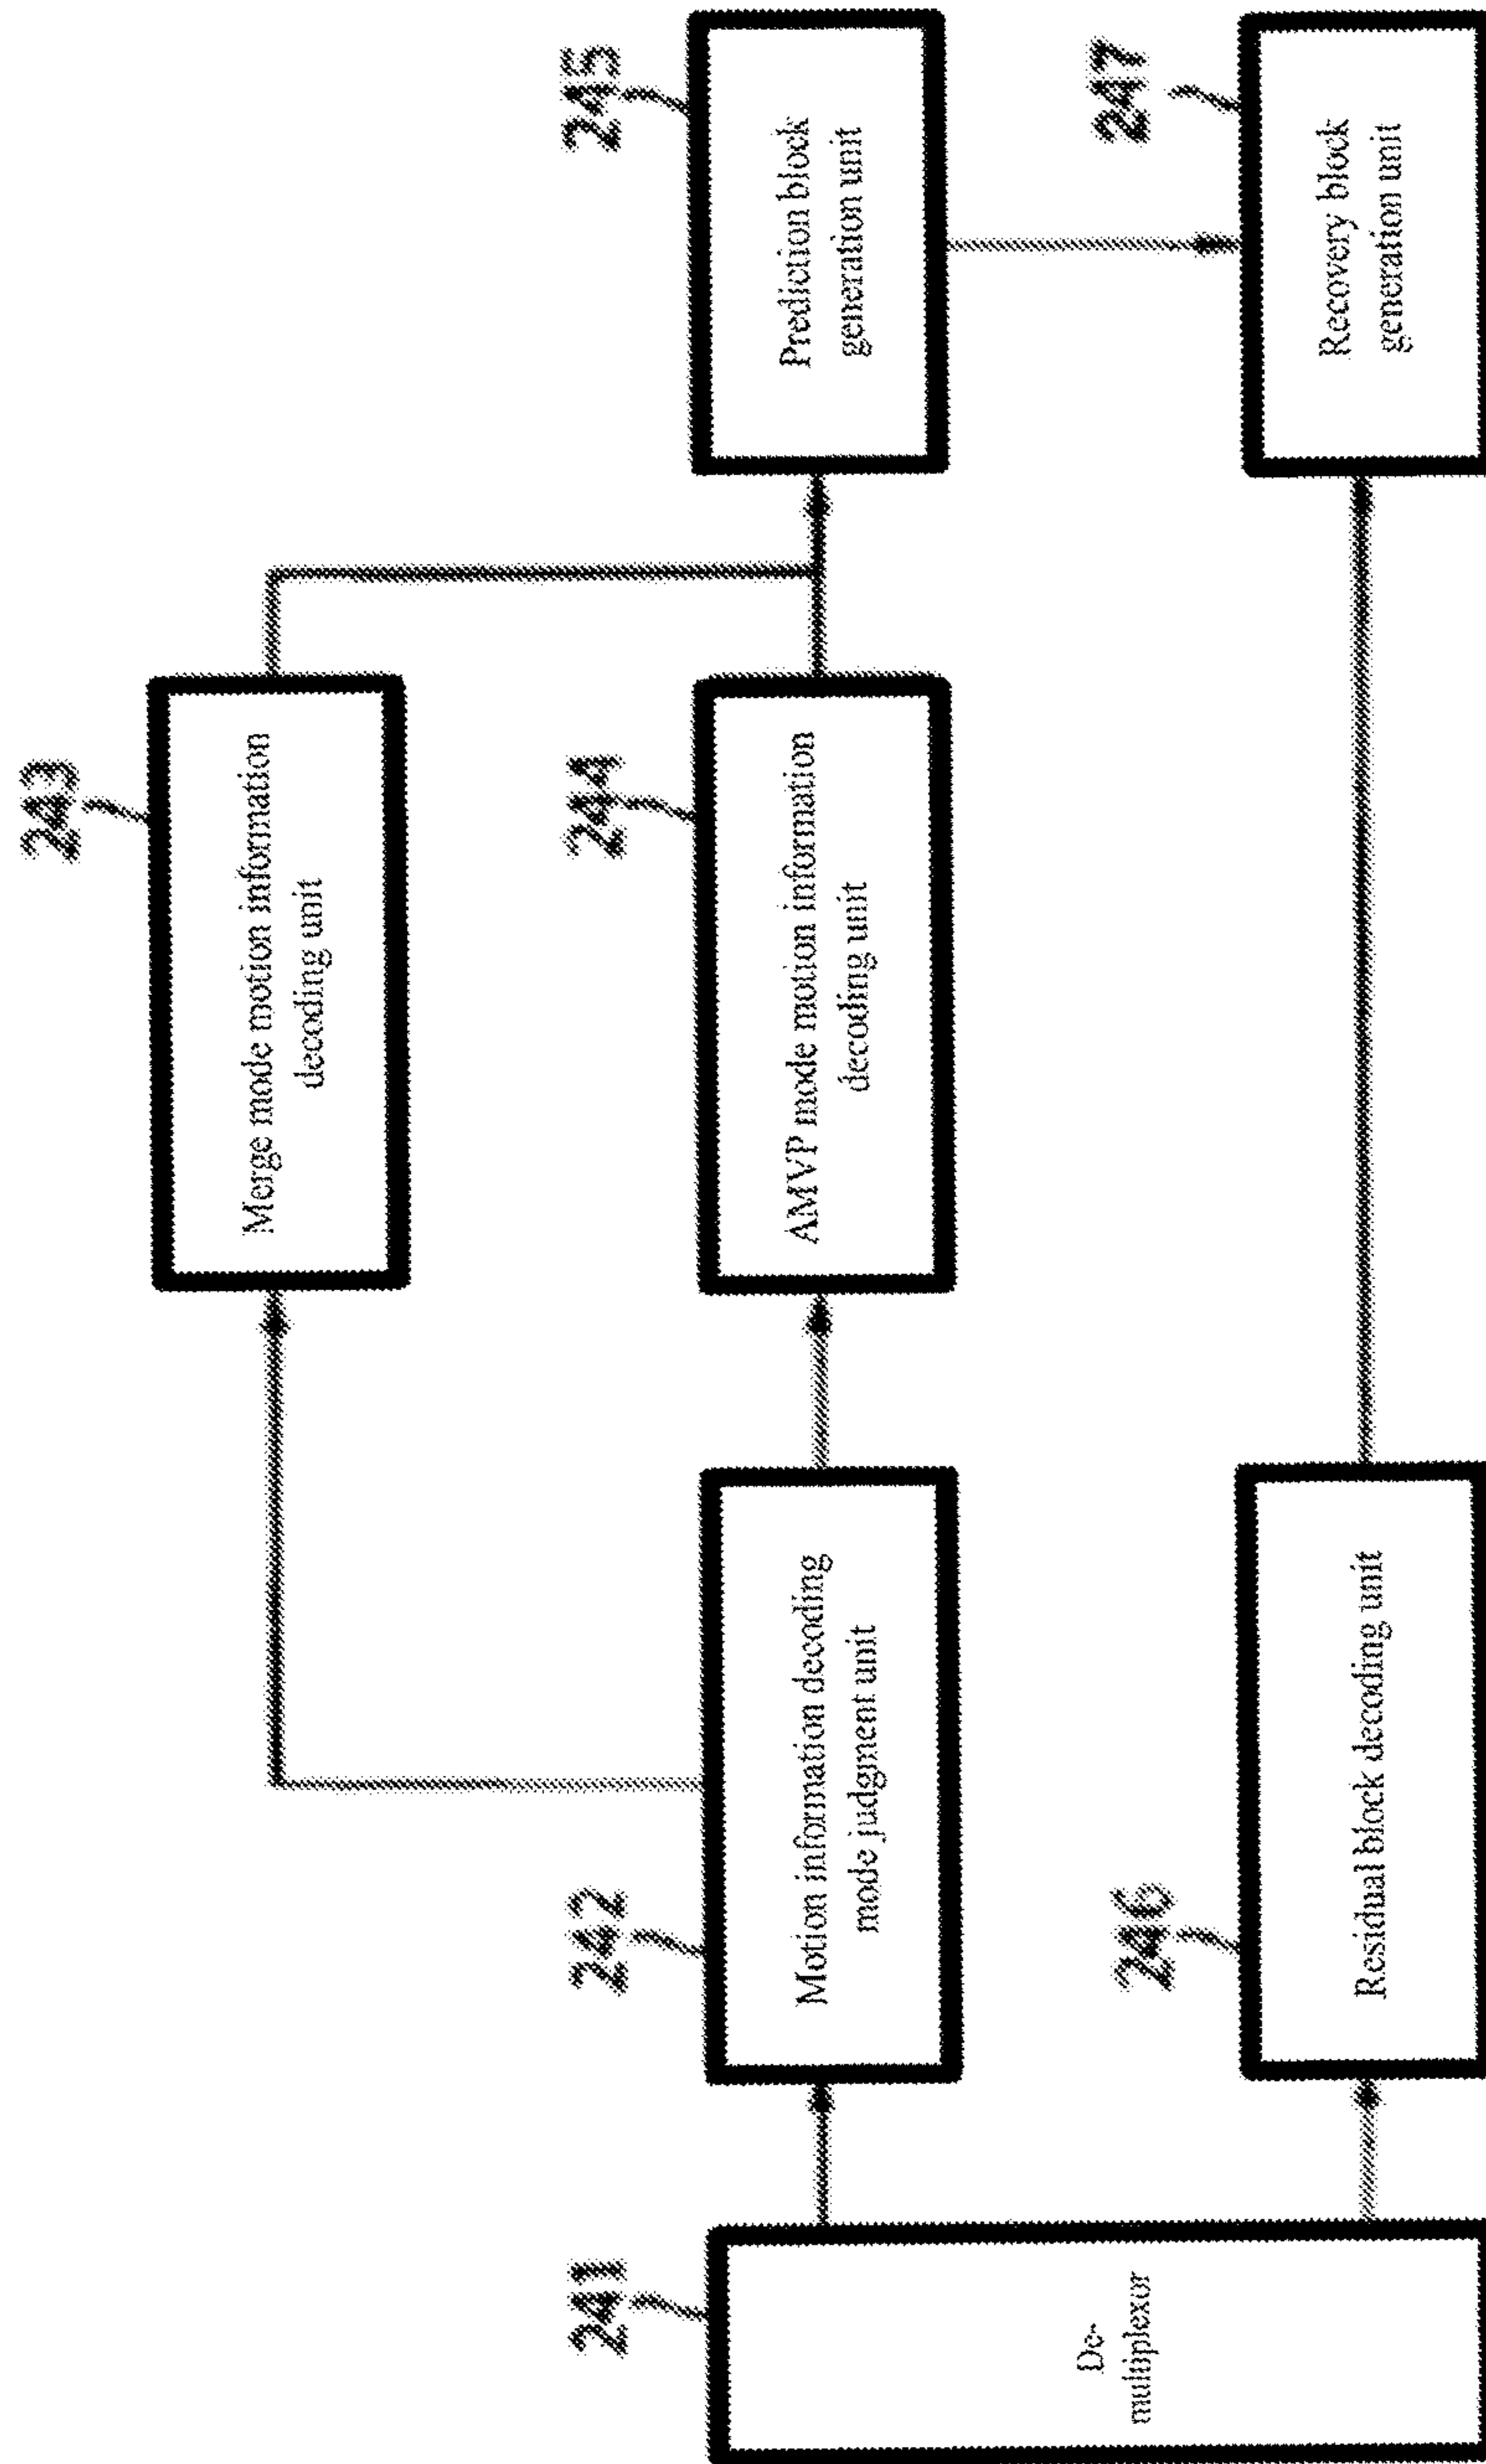 243
Merge mode motion information
decoding unit
242
Motion information decoding
mode judgment unit
244
AMVP mode motion information
decoding unit
245
Prediction block
generation unit
241
De-
multiplexor
246
Residual block decoding unit
247
Recovery block
generation unit